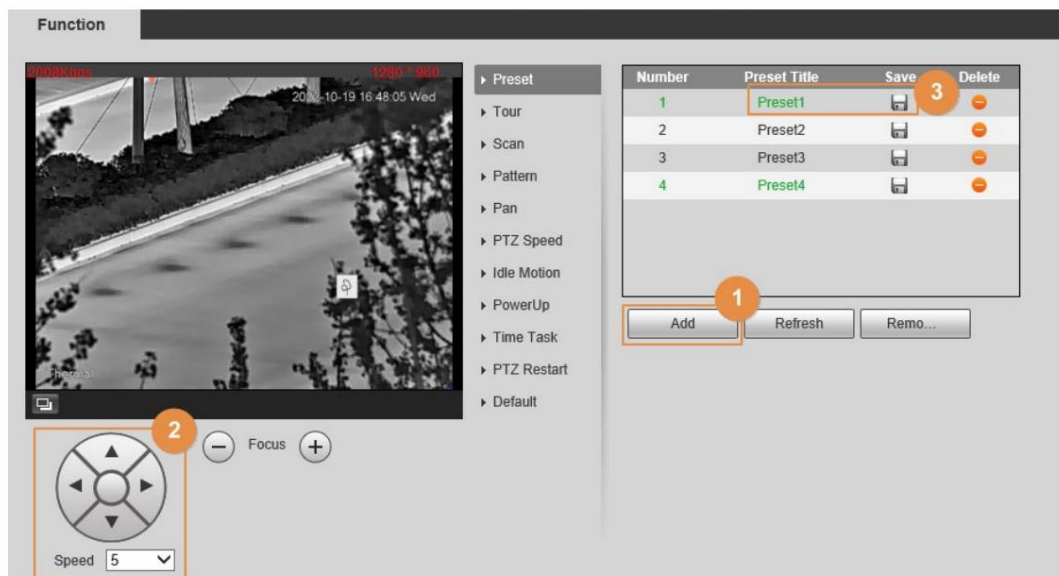 Function
2009Kbps 1280 * 960
2022-10-19 16:48:05 Wed
Thermal
Preset
Tour
Scan
Pattern
Pan
PTZ Speed
Idle Motion
PowerUp
Time Task
PTZ Restart
Default
Number Preset Title Save Delete
3
1 Preset1
2 Preset2
3 Preset3
4 Preset4
1
Add Refresh Remo...
2
Focus
Speed 5